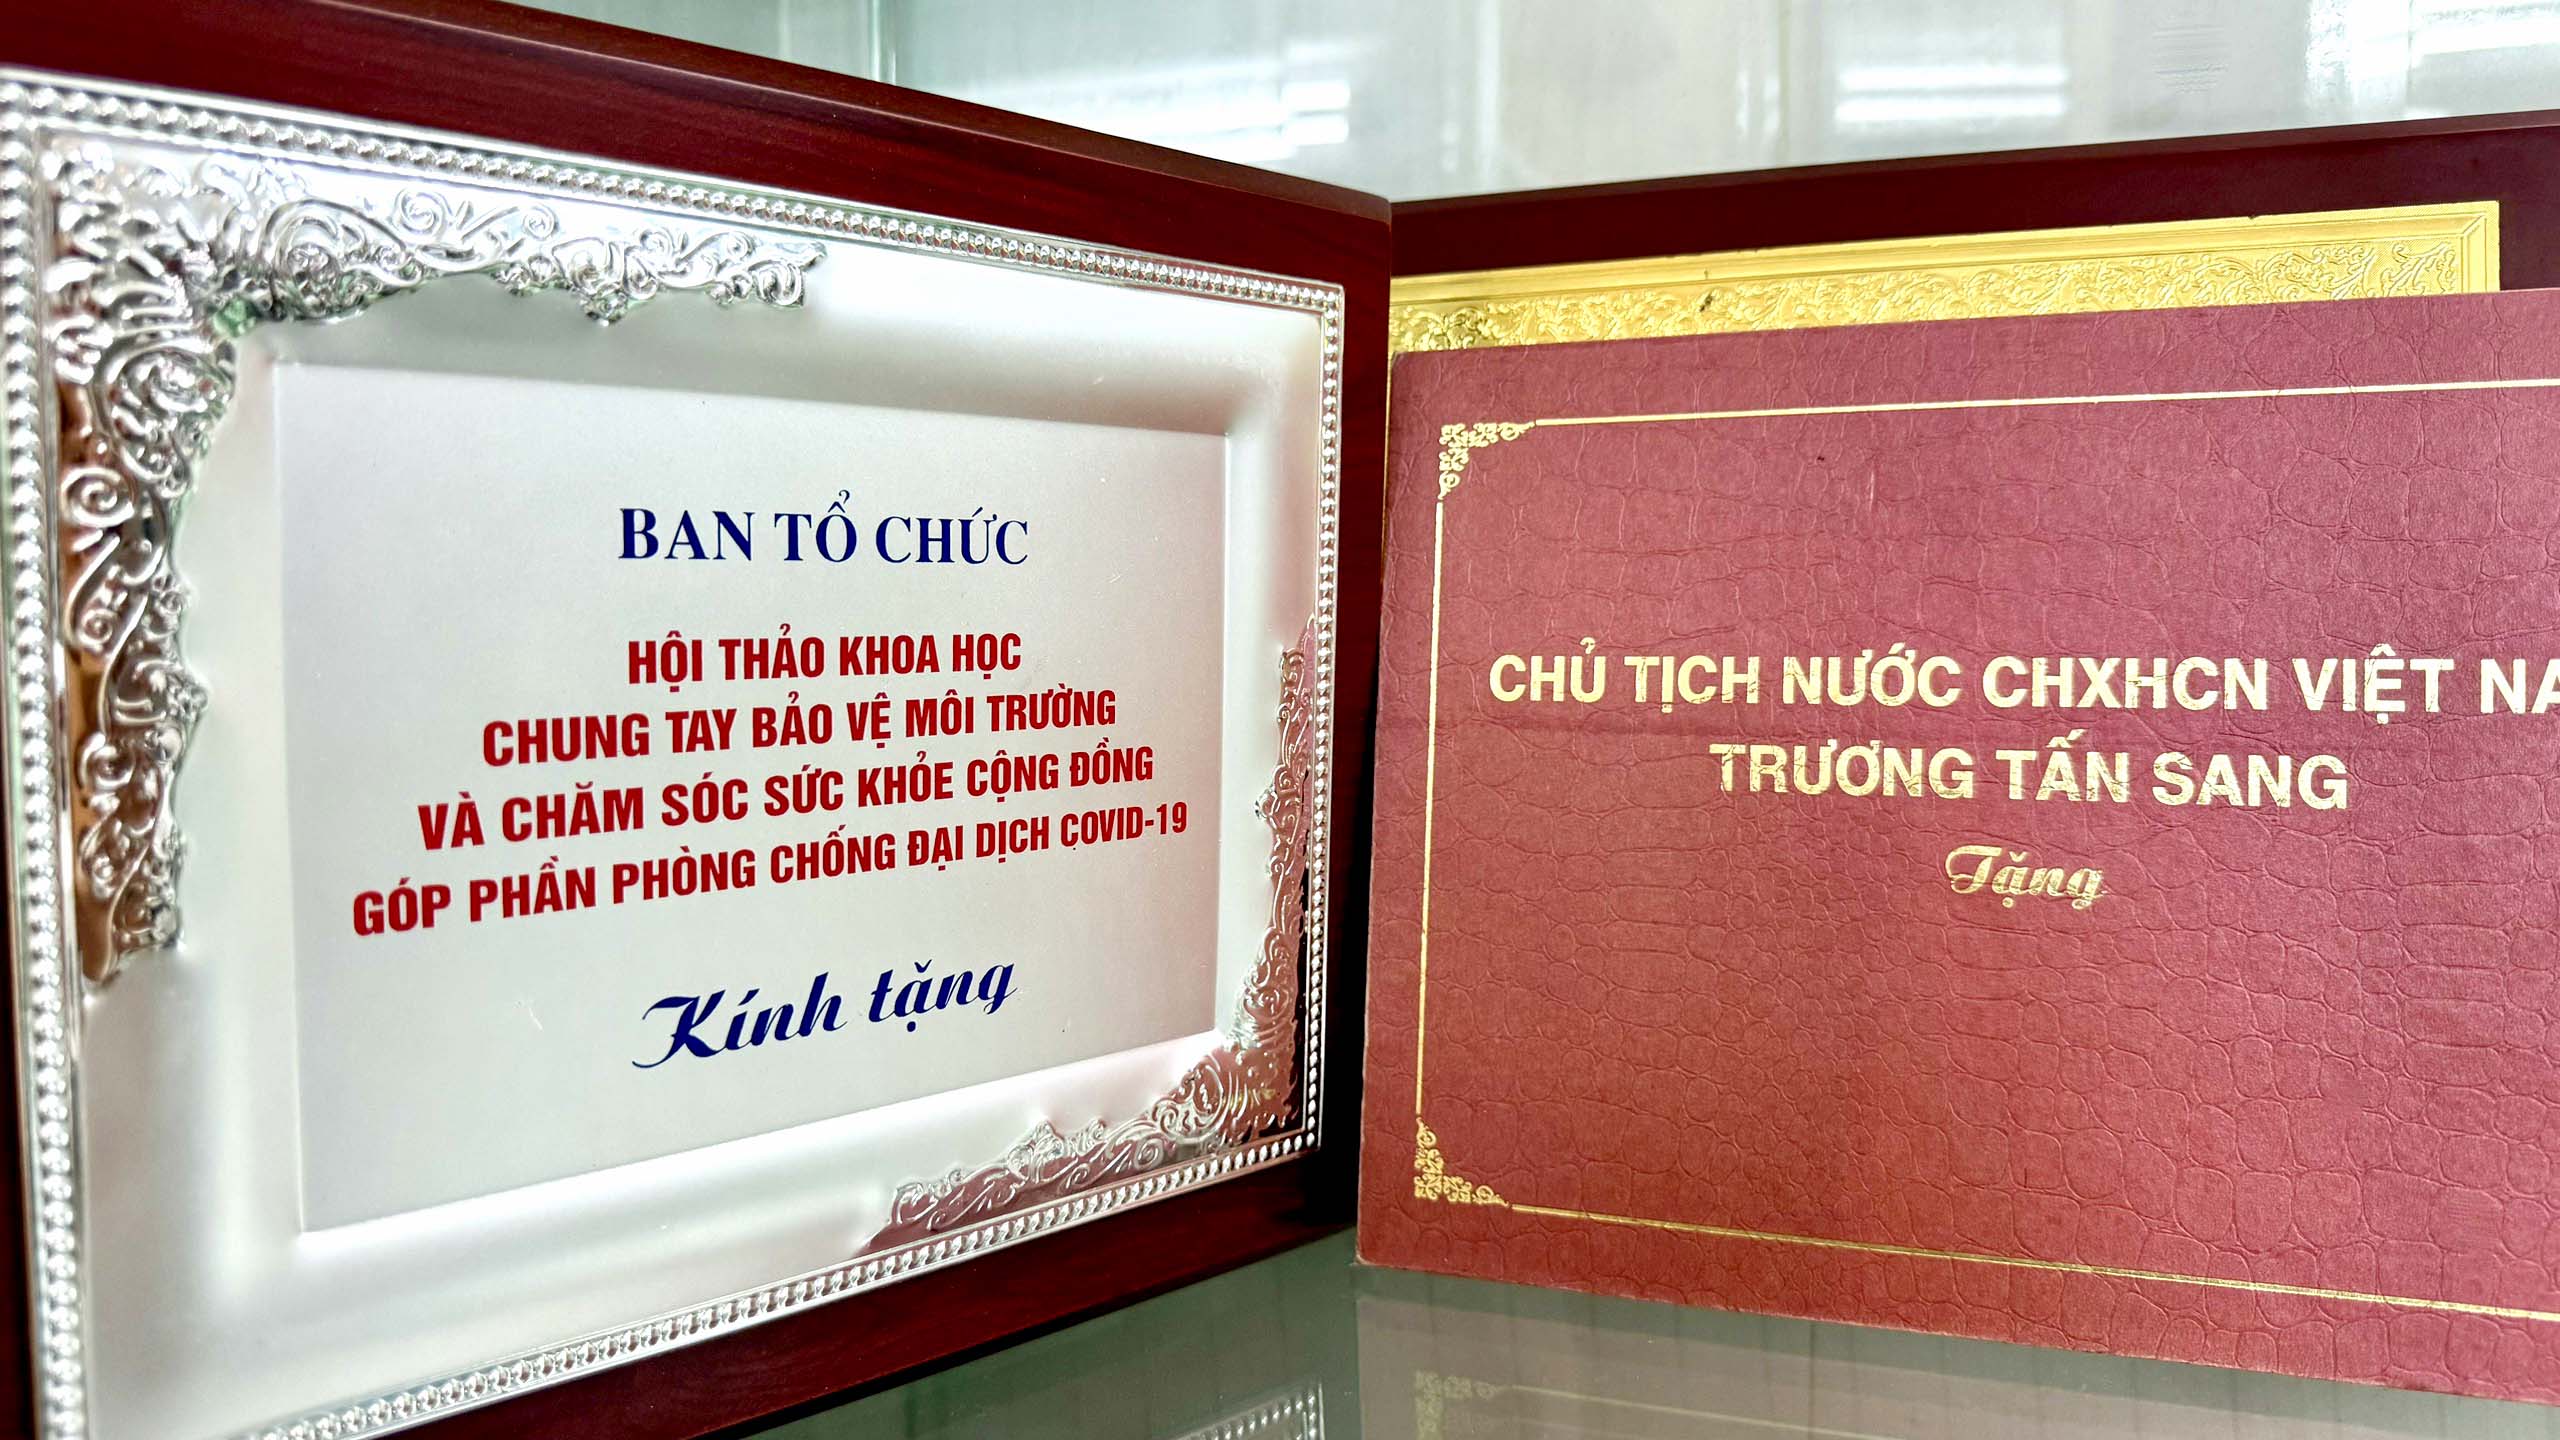 BAN TỔ CHỨC
HỘI THẢO KHOA HỌC
CHUNG TAY BẢO VỆ MÔI TRƯỜNG
VÀ CHĂM SÓC SỨC KHỎE CỘNG ĐỒNG
GÓP PHẦN PHÒNG CHỐNG ĐẠI DỊCH COVID-19
Kính tặng
CHỦ TỊCH NƯỚC CHXHCN VIỆT NA
TRƯƠNG TẤN SANG
Tặng